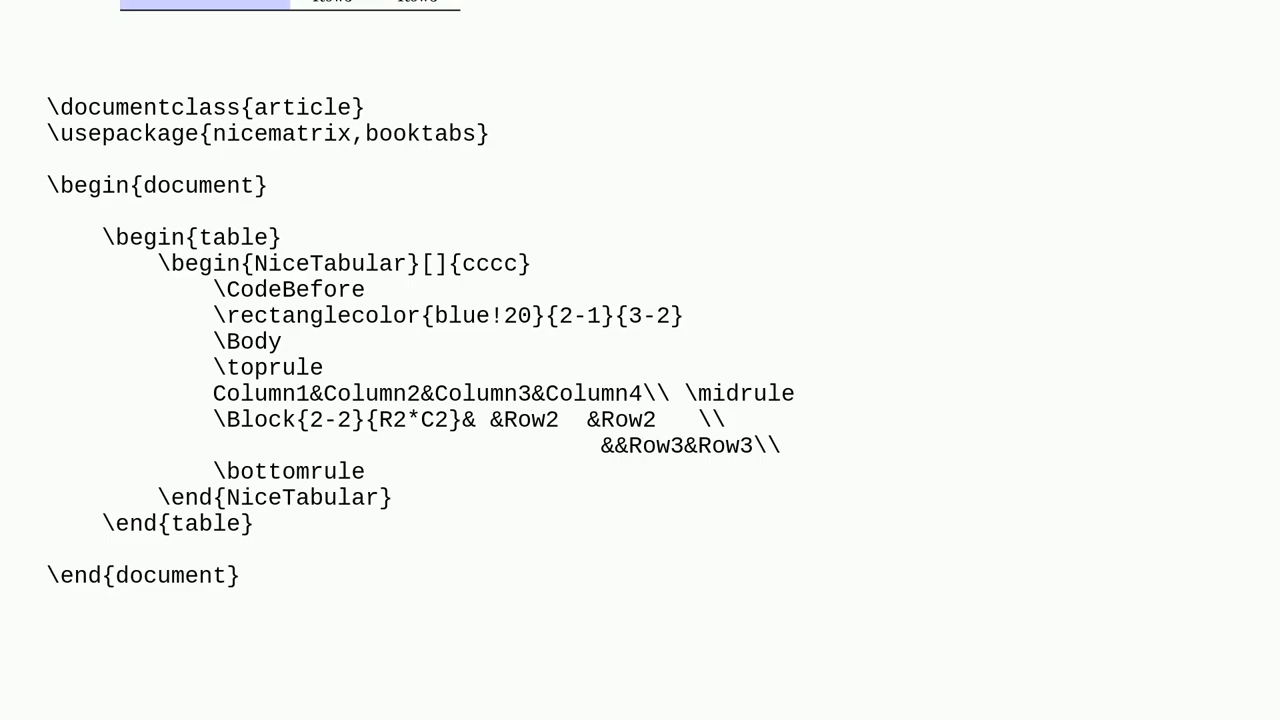 \documentclass{article}
\usepackage{nicematrix,booktabs}
\begin{document}
\begin{table}
\begin{NiceTabular}[]{cccc}
\CodeBefore
\rectanglecolor{blue!20}{2-1}{3-2}
\Body
\toprule
Column1&Column2&Column3&Column4\\ \midrule
\Block{2-2}{R2*C2}& &Row2  &Row2   \\
&&Row3&Row3\\
\bottomrule
\end{NiceTabular}
\end{table}
\end{document}